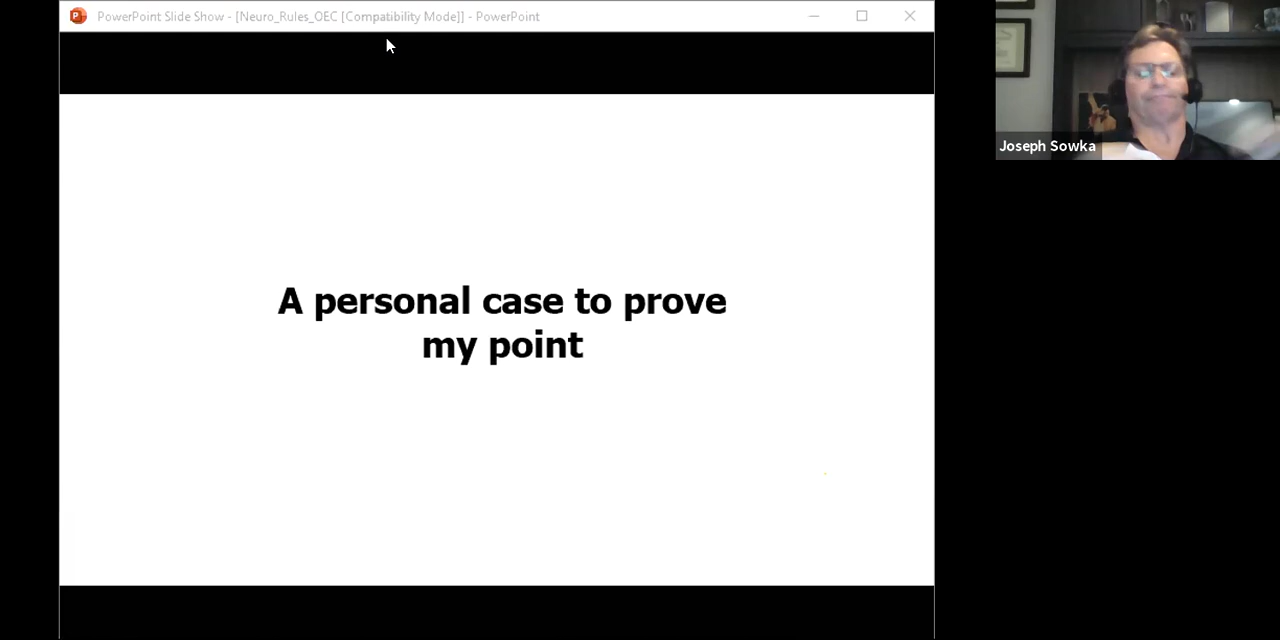 PowerPoint Slide Show - [Neuro_Rules_OEC [Compatibility Mode]] - PowerPoint
Joseph Sowka
A personal case to prove
my point